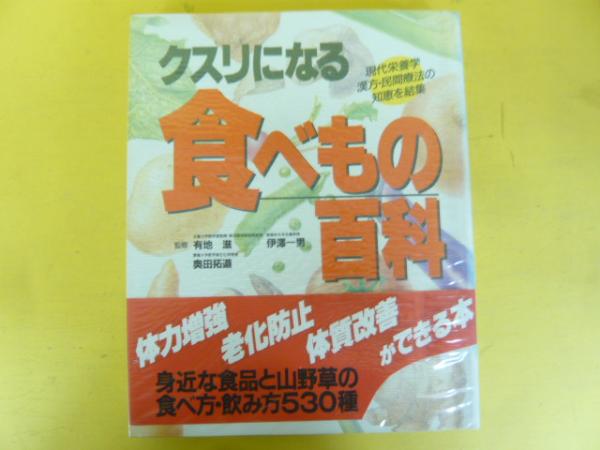 クスリになる
現代栄養学
漢方・民間療法の
知恵を結集
食べもの
百科
監修 有地 滋 伊澤一男
奥田拓道
体力増強
老化防止
体質改善
ができる本
身近な食品と山野草の
食べ方・飲み方530種